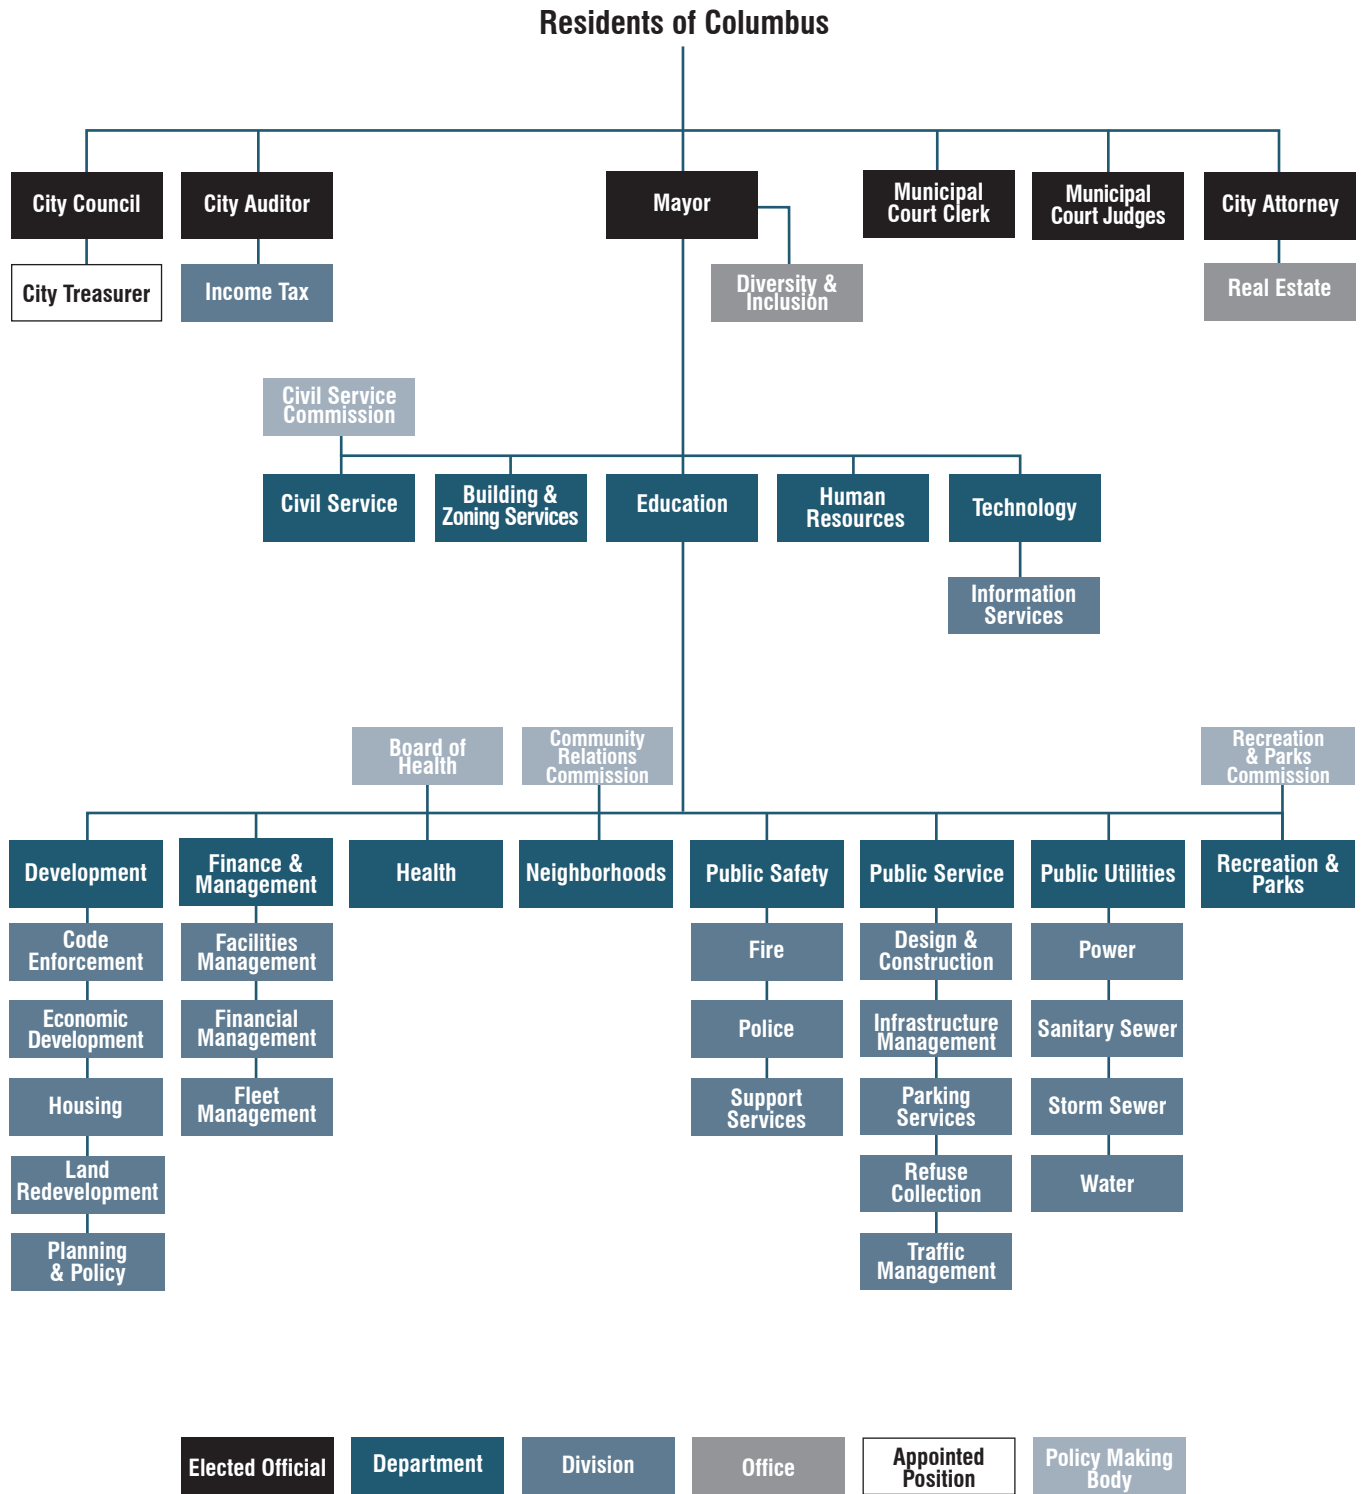 Residents of Columbus
City Council
City Auditor
Mayor
Municipal
Court Clerk
Municipal
Court Judges
City Attorney
City Treasurer
Income Tax
Diversity &
Inclusion
Real Estate
Civil Service
Commission
Civil Service
Building &
Zoning Services
Education
Human
Resources
Technology
Information
Services
Board of
Health
Community
Relations
Commission
Recreation
& Parks
Commission
Development
Finance &
Management
Health
Neighborhoods
Public Safety
Public Service
Public Utilities
Recreation &
Parks
Code
Enforcement
Facilities
Management
Fire
Design &
Construction
Power
Economic
Development
Financial
Management
Police
Infrastructure
Management
Sanitary Sewer
Housing
Fleet
Management
Support
Services
Parking
Services
Storm Sewer
Land
Redevelopment
Refuse
Collection
Water
Planning
& Policy
Traffic
Management
Elected Official
Department
Division
Office
Appointed
Position
Policy Making
Body